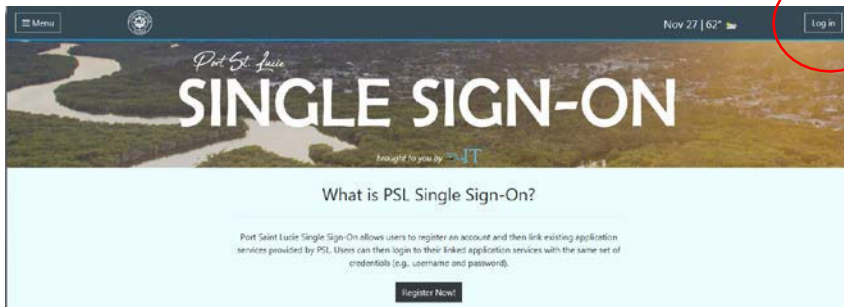 Menu
Nov 27 | 62°
Log in
Port St. Lucie
SINGLE SIGN-ON
brought to you by IT
What is PSL Single Sign-On?
Port Saint Lucie Single Sign-On allows users to register an account and then link existing application
services provided by PSL. Users can then login to their linked application services with the same set of
credentials (e.g., username and password).
Register Now!